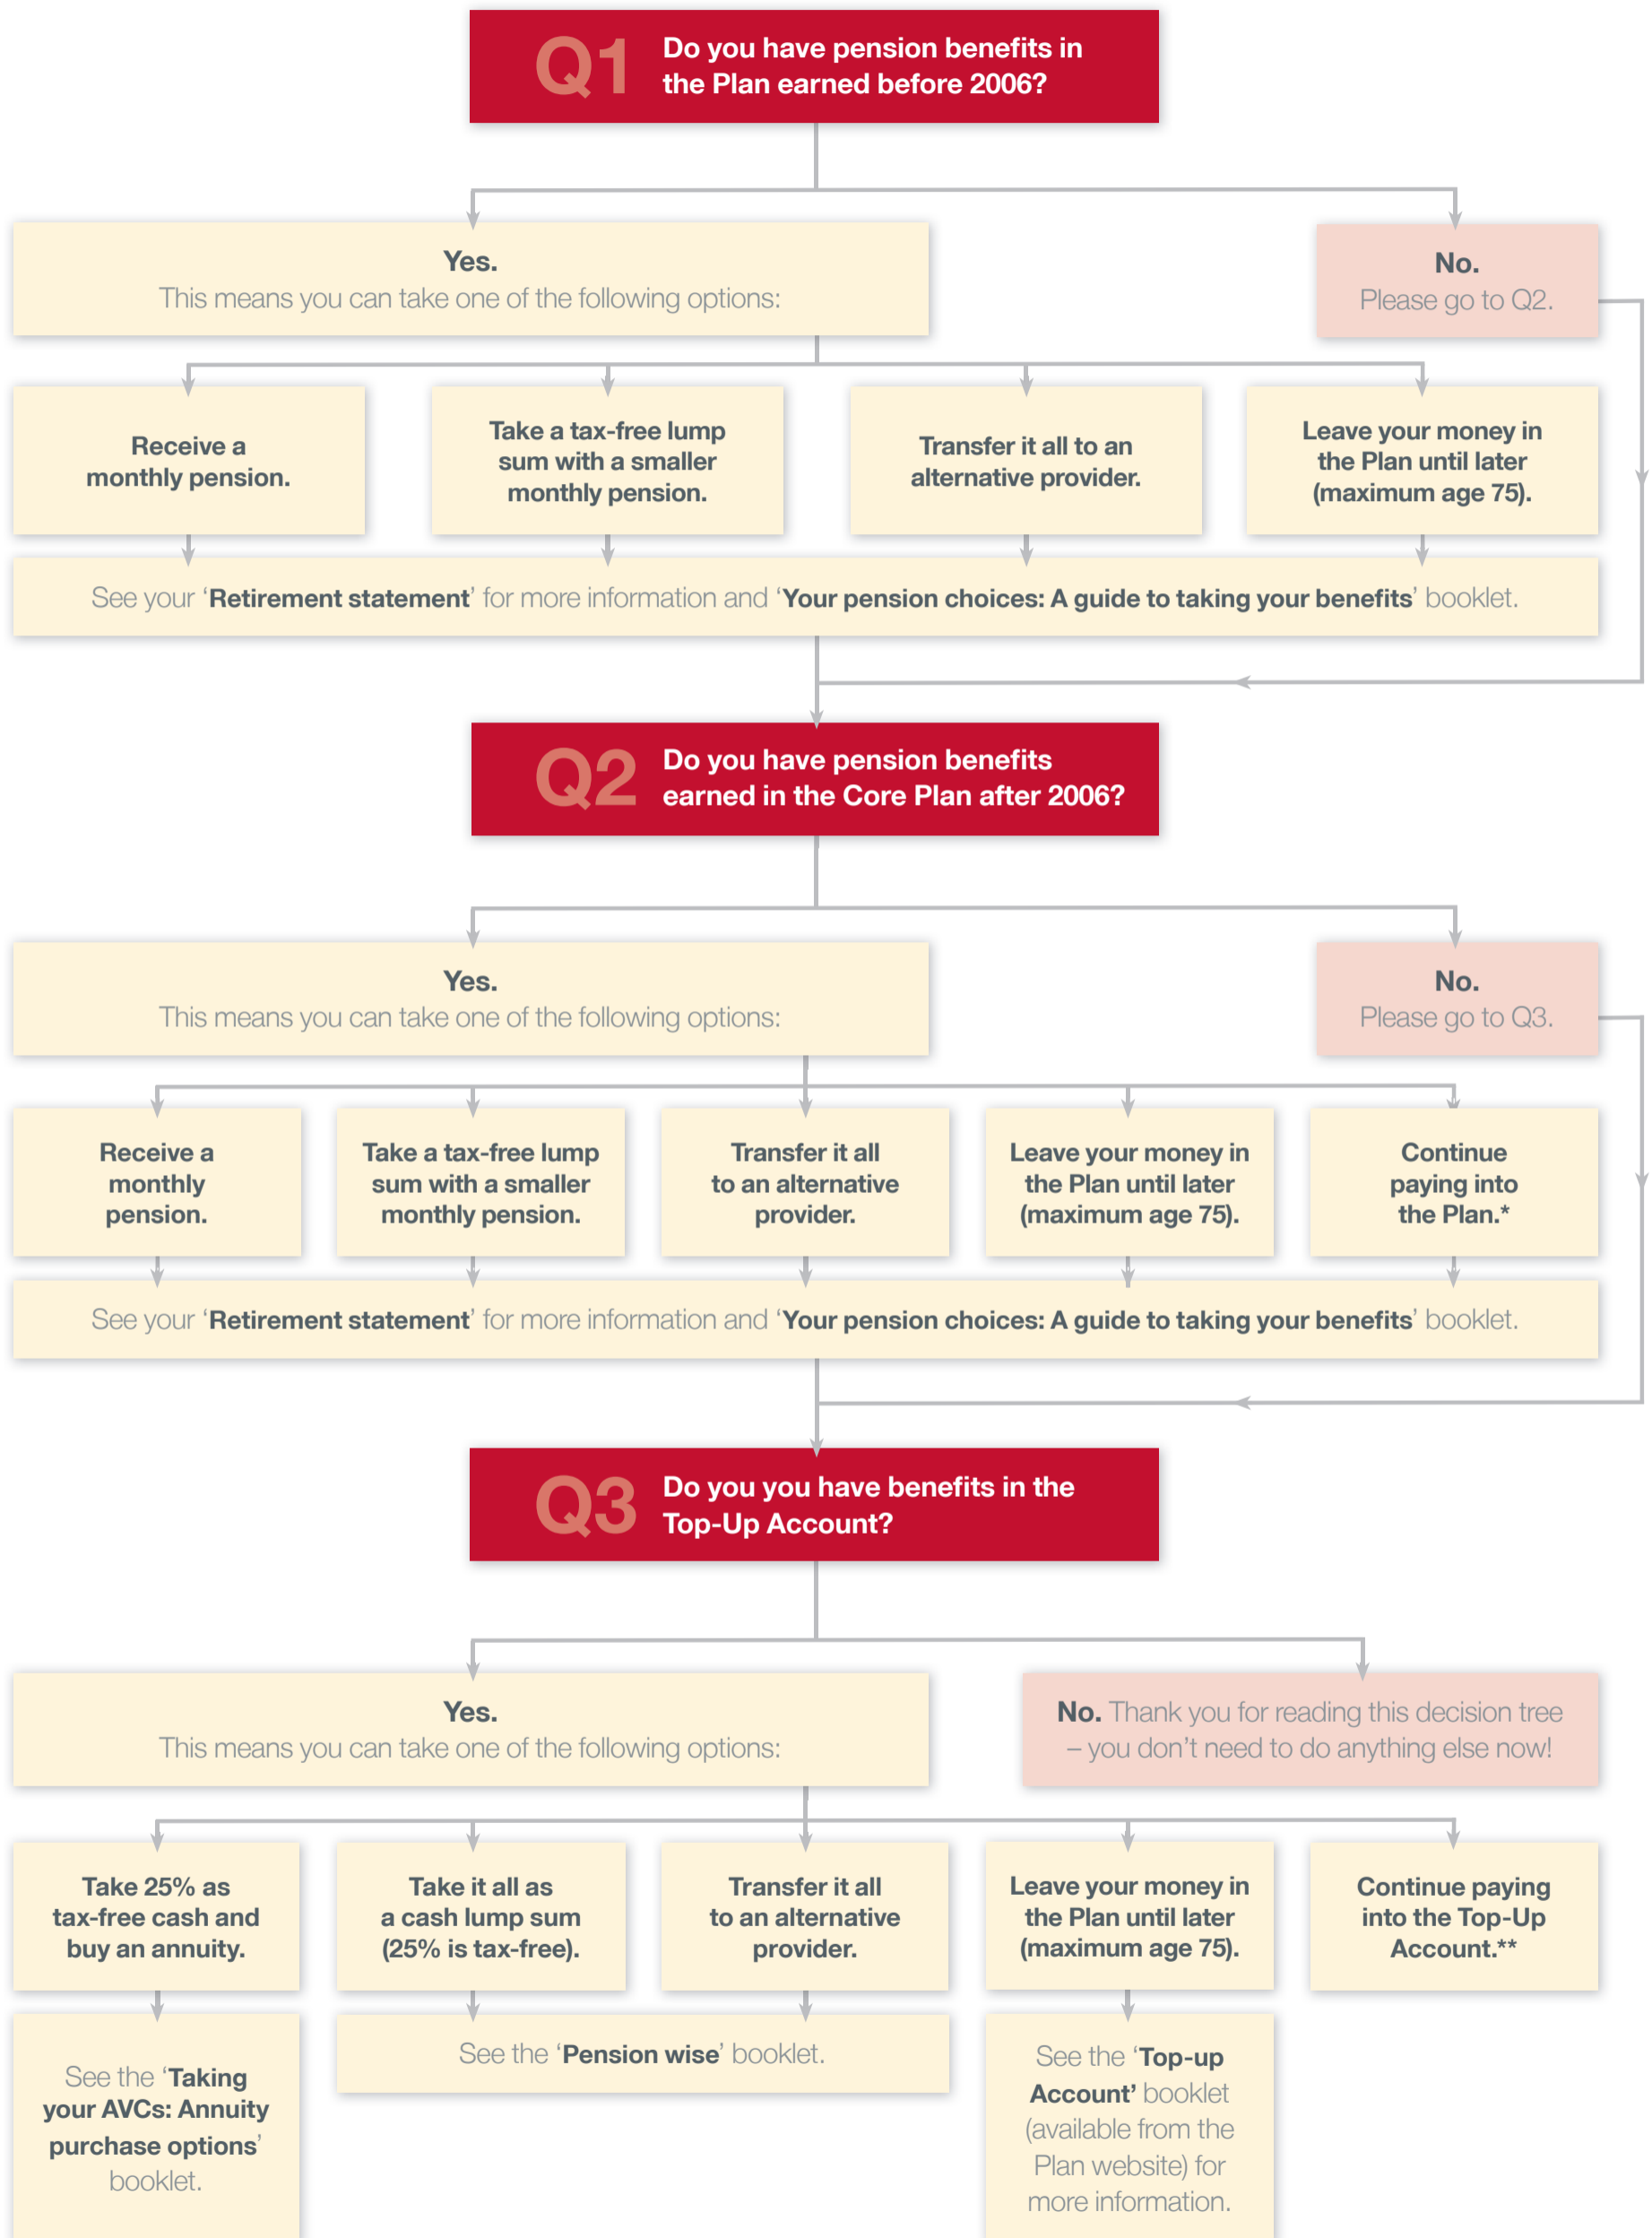 Q1 Do you have pension benefits in
the Plan earned before 2006?
Yes.
This means you can take one of the following options:
No.
Please go to Q2.
Receive a
monthly pension.
Take a tax-free lump
sum with a smaller
monthly pension.
Transfer it all to an
alternative provider.
Leave your money in
the Plan until later
(maximum age 75).
See your ‘Retirement statement’ for more information and ‘Your pension choices: A guide to taking your benefits’ booklet.
Q2 Do you have pension benefits
earned in the Core Plan after 2006?
Yes.
This means you can take one of the following options:
No.
Please go to Q3.
Receive a
monthly
pension.
Take a tax-free lump
sum with a smaller
monthly pension.
Transfer it all
to an alternative
provider.
Leave your money in
the Plan until later
(maximum age 75).
Continue
paying into
the Plan.*
See your ‘Retirement statement’ for more information and ‘Your pension choices: A guide to taking your benefits’ booklet.
Q3 Do you you have benefits in the
Top-Up Account?
Yes.
This means you can take one of the following options:
No. Thank you for reading this decision tree
– you don’t need to do anything else now!
Take 25% as
tax-free cash and
buy an annuity.
Take it all as
a cash lump sum
(25% is tax-free).
Transfer it all
to an alternative
provider.
Leave your money in
the Plan until later
(maximum age 75).
Continue paying
into the Top-Up
Account.**
See the ‘Taking
your AVCs: Annuity
purchase options’
booklet.
See the ‘Pension wise’ booklet.
See the ‘Top-up
Account’ booklet
(available from the
Plan website) for
more information.